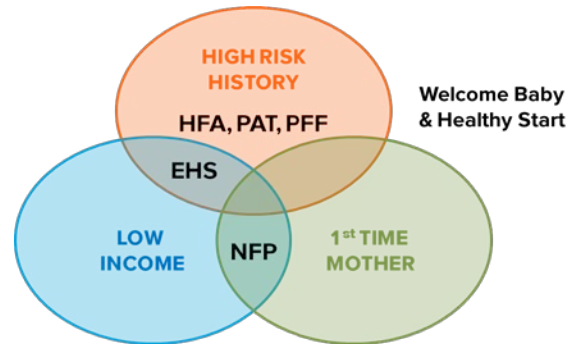 HIGH RISK
HISTORY
HFA, PAT, PFF
Welcome Baby
& Healthy Start
EHS
LOW
INCOME
NFP
1st TIME
MOTHER